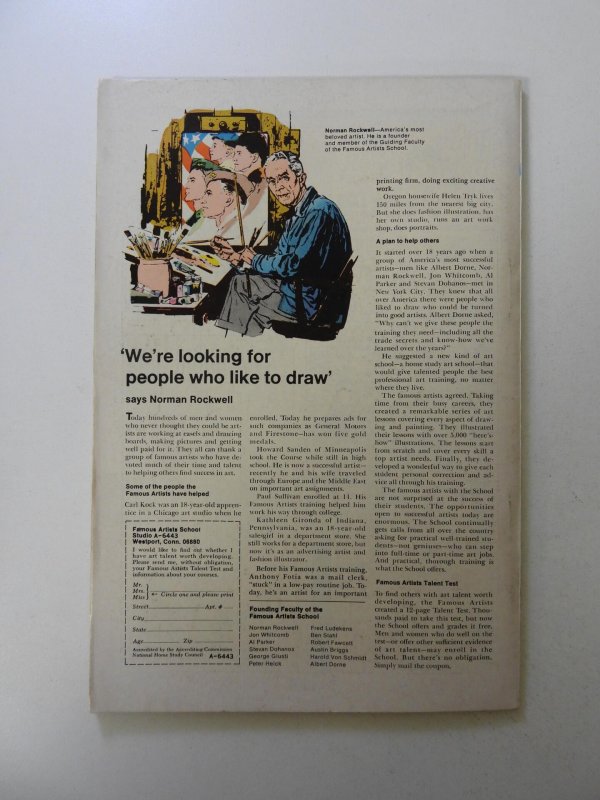 Norman Rockwell—America's most
beloved artist. He is a founder
and member of the Guiding Faculty
of the Famous Artists School.
'We're looking for
people who like to draw'
says Norman Rockwell
Today hundreds of men and women
who never thought they could be art-
ists are working at easels and drawing
boards, making pictures and getting
well paid for it. They all can thank a
group of famous artists who have de-
voted much of their time and talent
to helping others find success in art.
Some of the people the
Famous Artists have helped
Carl Kock was an 18-year-old appren-
tice in a Chicago art studio when he
Famous Artists School
Studio A-6443
Westport, Conn. 06880
I would like to find out whether I
have art talent worth developing.
Please send me, without obligation,
your Famous Artists Talent Test and
information about your courses.
Mr.
Mrs.
Miss
← Circle one and please print
Street Apt. #
City
State
Age Zip
Accredited by the Accrediting Commission
National Home Study Council A-6443
enrolled. Today he prepares ads for
such companies as General Motors
and Firestone—has won five gold
medals.
Howard Sanden of Minneapolis
took the Course while still in high
school. He is now a successful artist—
recently he and his wife traveled
through Europe and the Middle East
on important art assignments.
Paul Sullivan enrolled at 11. His
Famous Artists training helped him
work his way through college.
Kathleen Gironda of Indiana,
Pennsylvania, was an 18-year-old
salesgirl in a department store. She
still works for a department store, but
now it's as an advertising artist and
fashion illustrator.
Before his Famous Artists training,
Anthony Fotia was a mail clerk,
"stuck" in a low-pay routine job. To-
day, he's an artist for an important
Founding Faculty of the
Famous Artists School
Norman Rockwell
Jon Whitcomb
Al Parker
Stevan Dohanos
George Giusti
Peter Helck
Fred Ludekens
Ben Stahl
Robert Fawcett
Austin Briggs
Harold Von Schmidt
Albert Dorne
printing firm, doing exciting creative
work.
Oregon housewife Helen Tryk lives
150 miles from the nearest big city.
But she does fashion illustration, has
her own studio, runs an art work
shop, does portraits.
A plan to help others
It started over 18 years ago when a
group of America's most successful
artists—men like Albert Dorne, Nor-
man Rockwell, Jon Whitcomb, Al
Parker and Stevan Dohanos—met in
New York City. They knew that all
over America there were people who
liked to draw who could be turned
into good artists. Albert Dorne asked,
"Why can't we give these people the
training they need—including all the
trade secrets and know-how we've
learned over the years?"
He suggested a new kind of art
school—a home study art school—that
would give talented people the best
professional art training, no matter
where they live.
The famous artists agreed. Taking
time from their busy careers, they
created a remarkable series of art
lessons covering every aspect of draw-
ing and painting. They illustrated
their lessons with over 5,000 "here's-
how" illustrations. The lessons start
from scratch and cover every skill a
top artist needs. Finally, they de-
veloped a wonderful way to give each
student personal correction and ad-
vice all through his training.
The famous artists with the School
are not surprised at the success of
their students. The opportunities
open to successful artists today are
enormous. The School continually
gets calls from all over the country
asking for practical well-trained stu-
dents—not geniuses—who can step
into full-time or part-time art jobs.
And practical, thorough training is
what the School offers.
Famous Artists Talent Test
To find others with art talent worth
developing, the Famous Artists
created a 12-page Talent Test. Thou-
sands paid to take this test, but now
the School offers and grades it free.
Men and women who do well on the
test—or offer other sufficient evidence
of art talent—may enroll in the
School. But there's no obligation.
Simply mail the coupon.